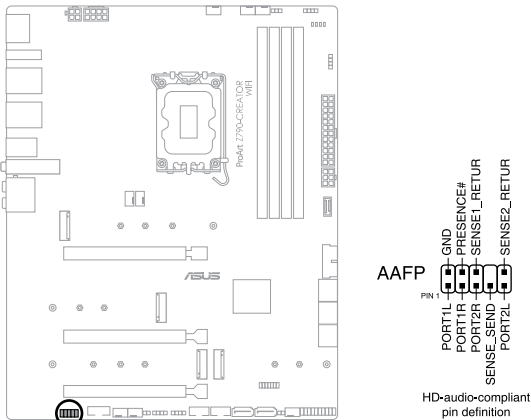 ProArt Z790-CREATOR
WIFI
ASUS
AAFP
PIN 1
GND
PRESENCE#
SENSE1_RETUR
SENSE2_RETUR
PORT1L
PORT1R
PORT2R
SENSE_SEND
PORT2L
HD-audio-compliant
pin definition